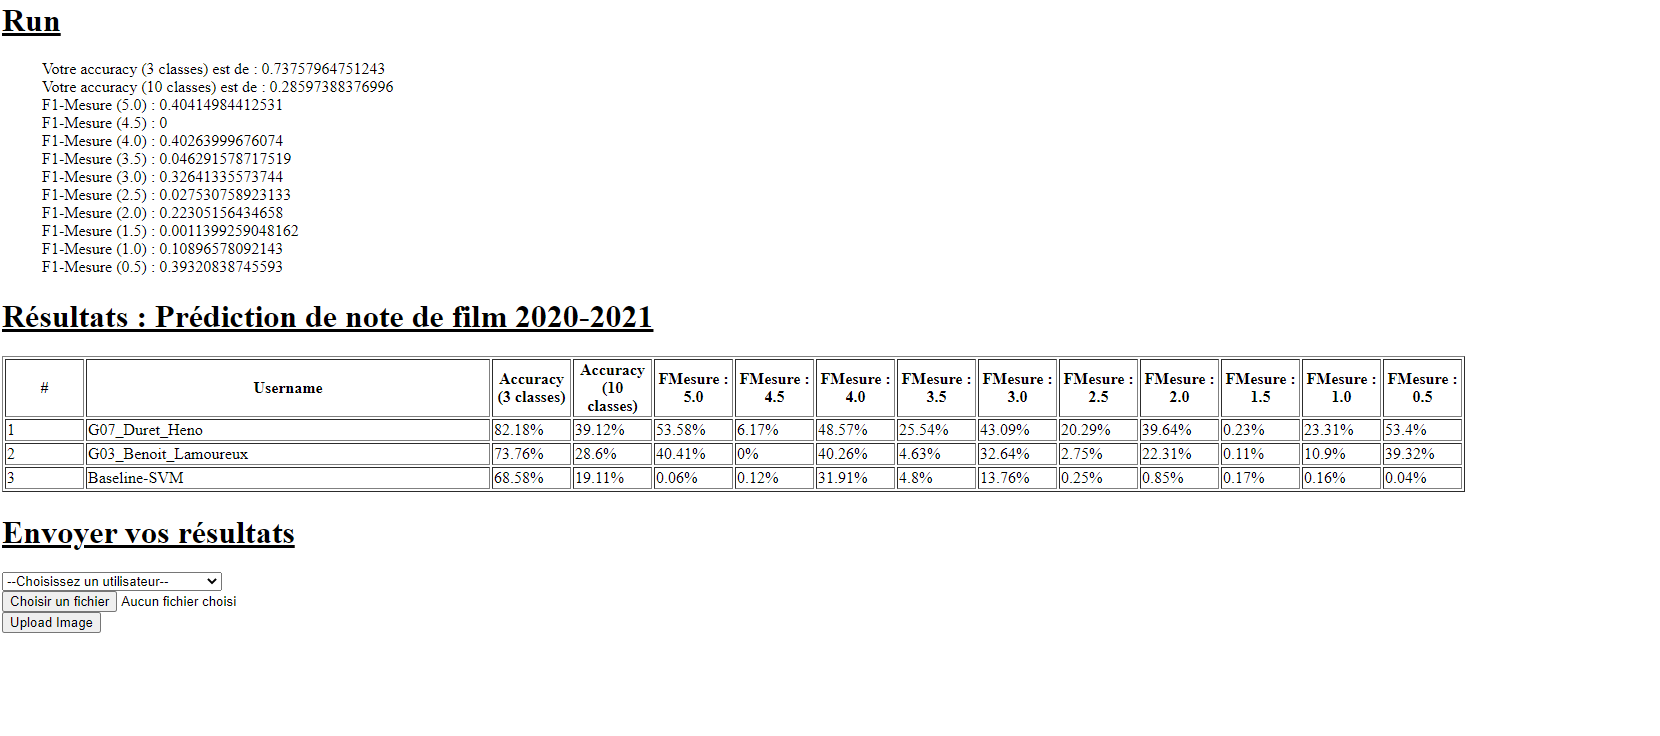 Run
Votre accuracy (3 classes) est de : 0.73757964751243
Votre accuracy (10 classes) est de : 0.28597388376996
F1-Mesure (5.0) : 0.40414984412531
F1-Mesure (4.5) : 0
F1-Mesure (4.0) : 0.40263999676074
F1-Mesure (3.5) : 0.046291578717519
F1-Mesure (3.0) : 0.32641335573744
F1-Mesure (2.5) : 0.027530758923133
F1-Mesure (2.0) : 0.22305156434658
F1-Mesure (1.5) : 0.0011399259048162
F1-Mesure (1.0) : 0.10896578092143
F1-Mesure (0.5) : 0.39320838745593
Résultats : Prédiction de note de film 2020-2021
# Username Accuracy (3 classes) Accuracy (10 classes) FMesure : 5.0 FMesure : 4.5 FMesure : 4.0 FMesure : 3.5 FMesure : 3.0 FMesure : 2.5 FMesure : 2.0 FMesure : 1.5 FMesure : 1.0 FMesure : 0.5
1 G07_Duret_Heno 82.18% 39.12% 53.58% 6.17% 48.57% 25.54% 43.09% 20.29% 39.64% 0.23% 23.31% 53.4%
2 G03_Benoit_Lamoureux 73.76% 28.6% 40.41% 0% 40.26% 4.63% 32.64% 2.75% 22.31% 0.11% 10.9% 39.32%
3 Baseline-SVM 68.58% 19.11% 0.06% 0.12% 31.91% 4.8% 13.76% 0.25% 0.85% 0.17% 0.16% 0.04%
Envoyer vos résultats
--Choisissez un utilisateur--
Choisir un fichier Aucun fichier choisi
Upload Image